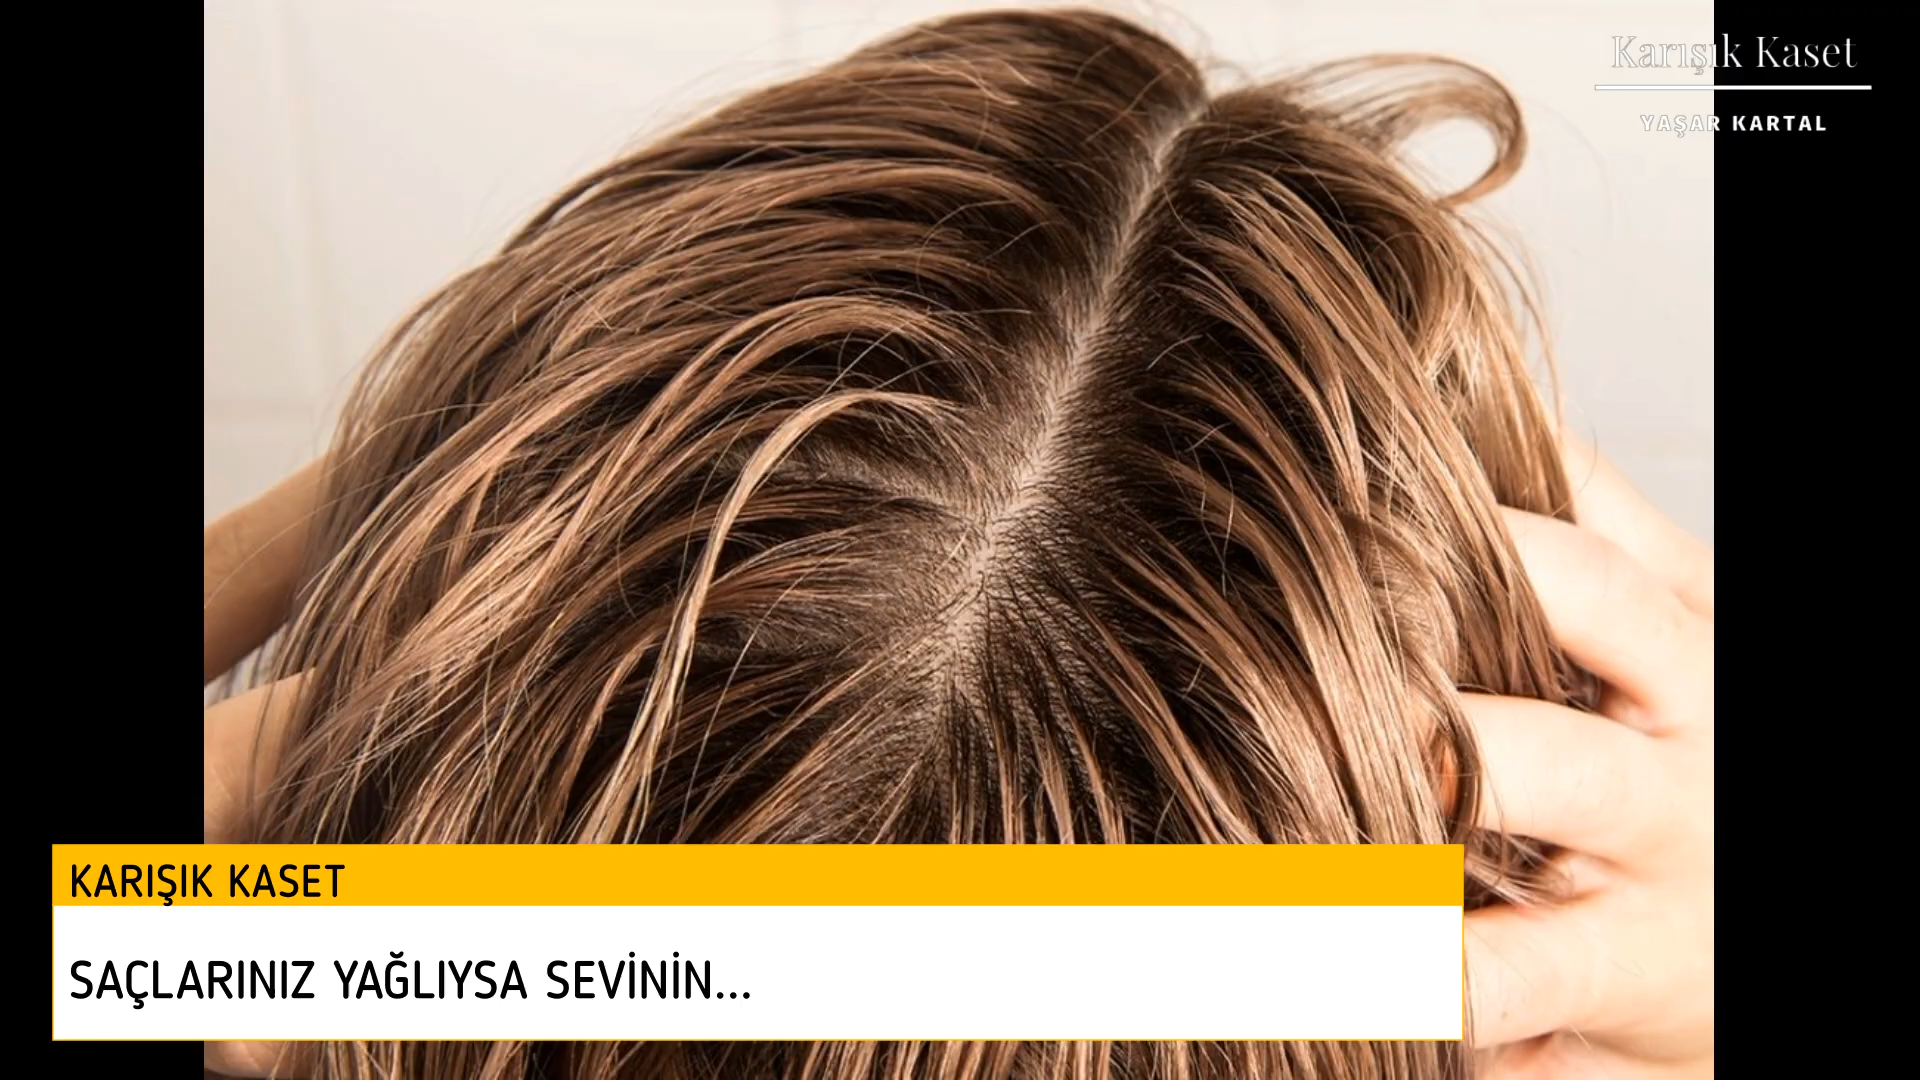 Karışık Kaset
YAŞAR KARTAL
KARIŞIK KASET
SAÇLARINIZ YAĞLIYSA SEVİNİN...